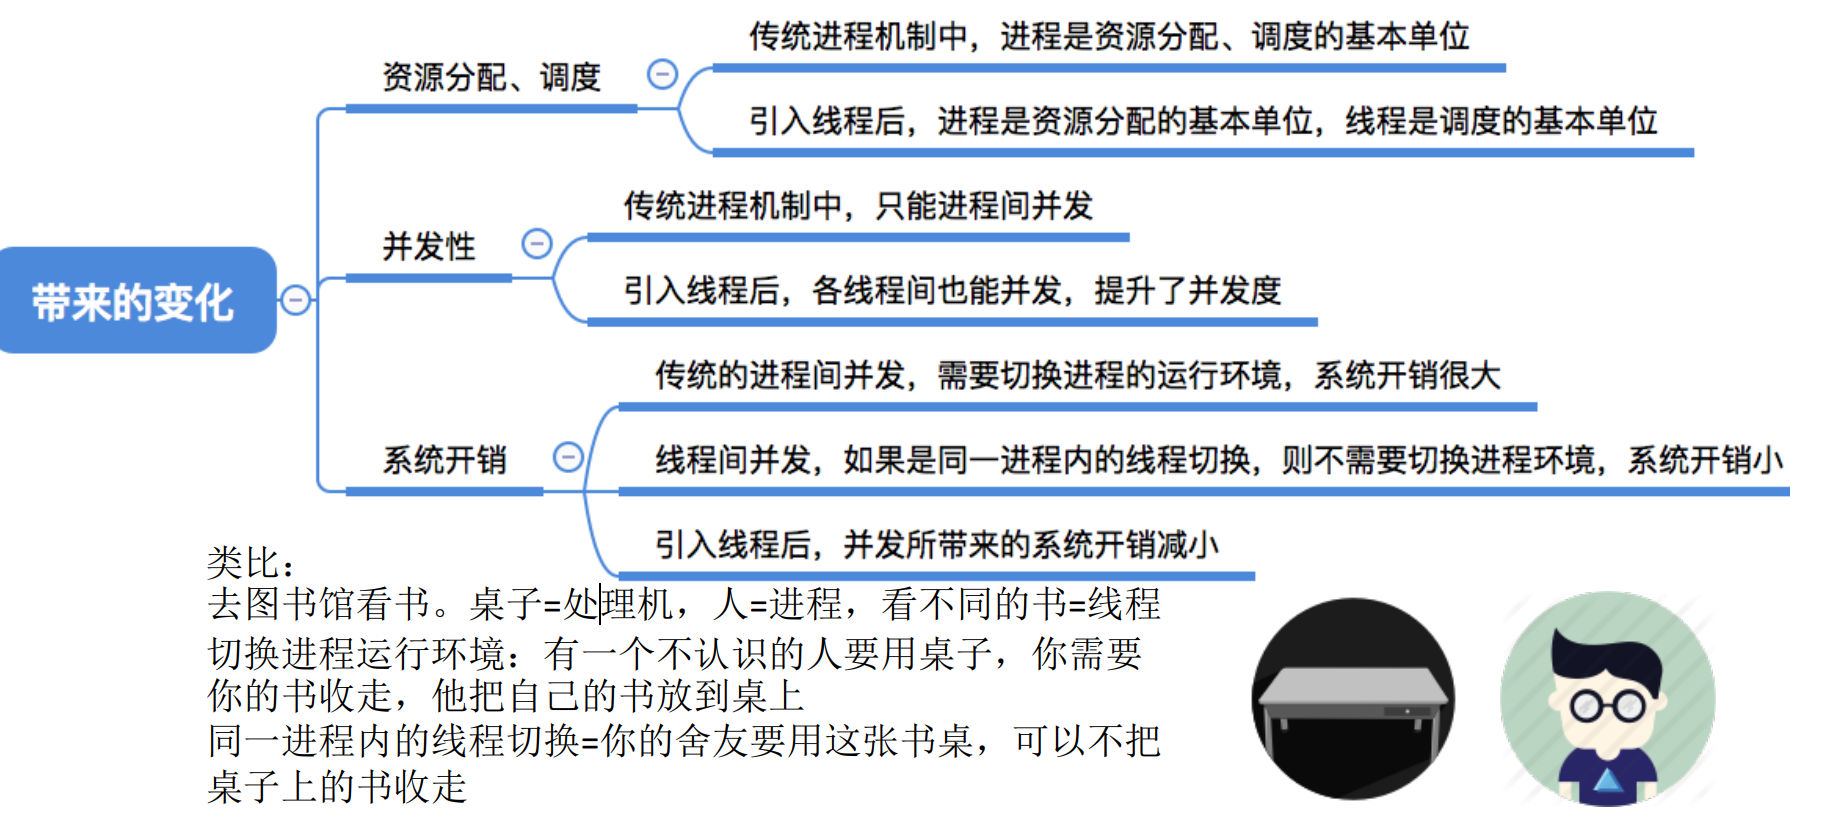 带来的变化
资源分配、调度
传统进程机制中，进程是资源分配、调度的基本单位
引入线程后，进程是资源分配的基本单位，线程是调度的基本单位
并发性
传统进程机制中，只能进程间并发
引入线程后，各线程间也能并发，提升了并发度
系统开销
传统的进程间并发，需要切换进程的运行环境，系统开销很大
线程间并发，如果是同一进程内的线程切换，则不需要切换进程环境，系统开销小
引入线程后，并发所带来的系统开销减小
类比：
去图书馆看书。桌子=处理机，人=进程，看不同的书=线程
切换进程运行环境：有一个不认识的人要用桌子，你需要
你的书收走，他把自己的书放到桌上
同一进程内的线程切换=你的舍友要用这张书桌，可以不把
桌子上的书收走